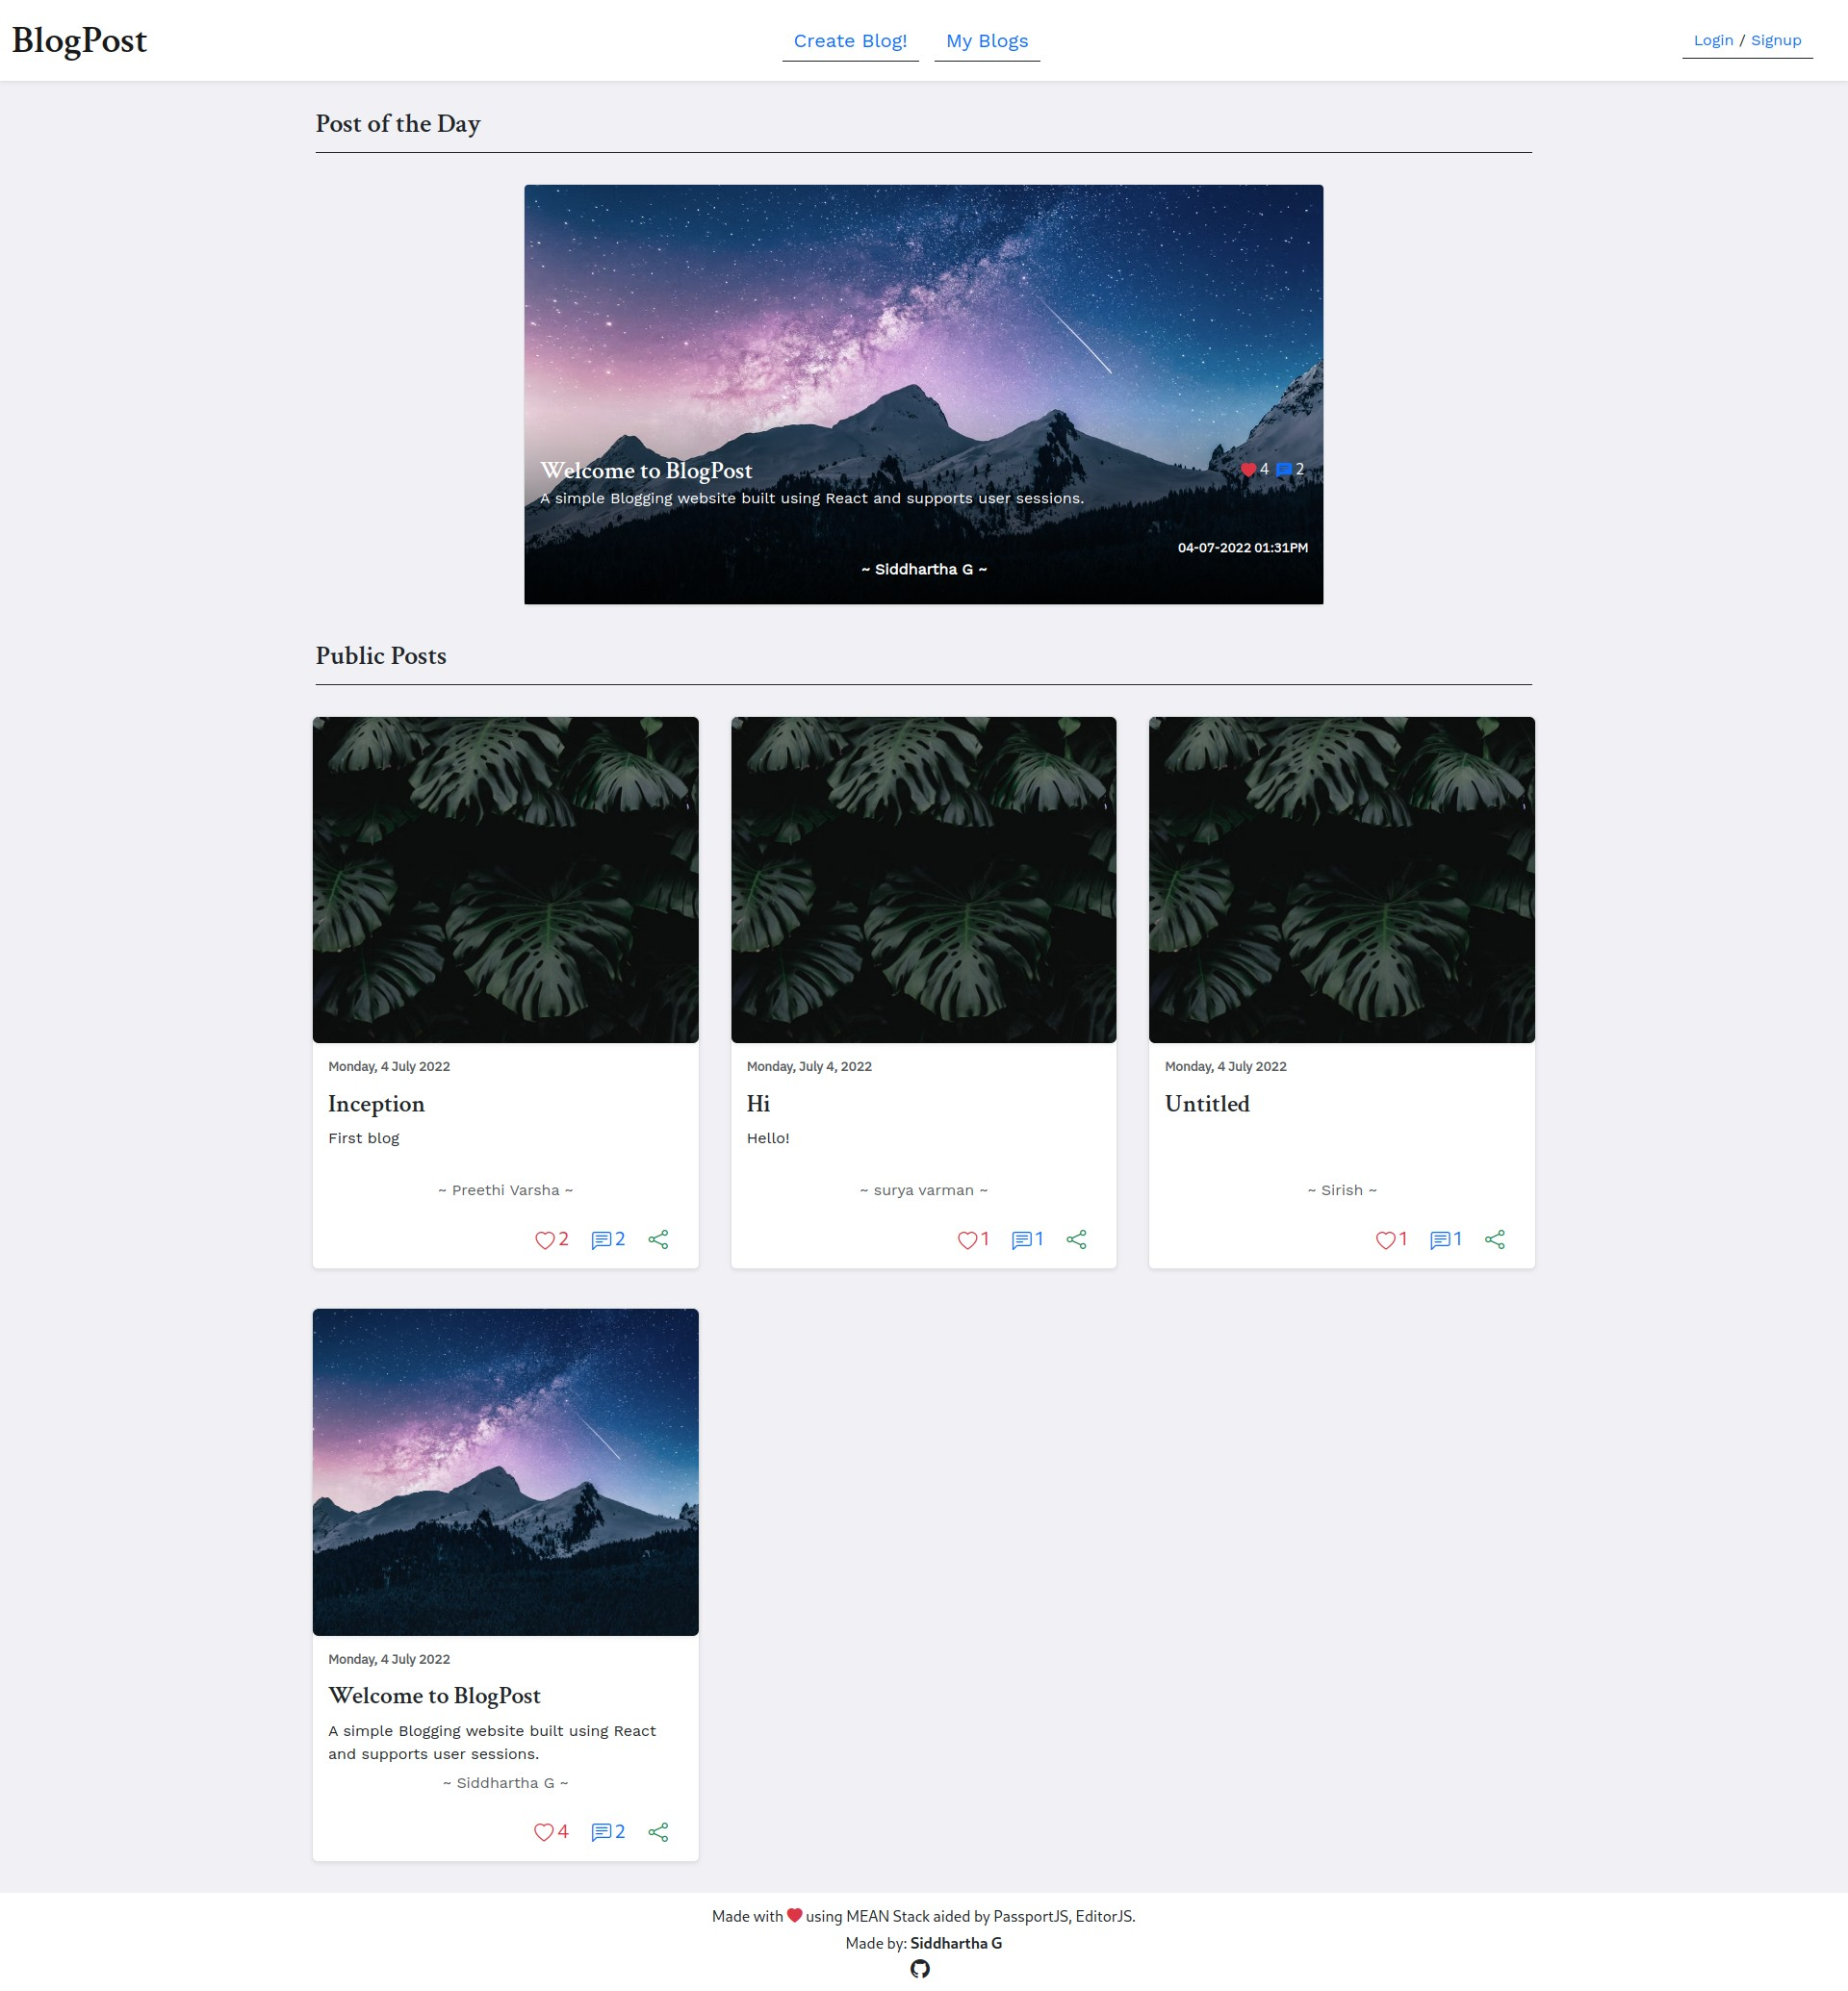 BlogPost
Create Blog!
My Blogs
Login / Signup
Post of the Day
Welcome to BlogPost
4 2
A simple Blogging website built using React and supports user sessions.
04-07-2022 01:31PM
~ Siddhartha G ~
Public Posts
Monday, 4 July 2022
Inception
First blog
~ Preethi Varsha ~
2 2
Monday, July 4, 2022
Hi
Hello!
~ surya varman ~
1 1
Monday, 4 July 2022
Untitled
~ Sirish ~
1 1
Monday, 4 July 2022
Welcome to BlogPost
A simple Blogging website built using React
and supports user sessions.
~ Siddhartha G ~
4 2
Made with ❤ using MEAN Stack aided by PassportJS, EditorJS.
Made by: Siddhartha G